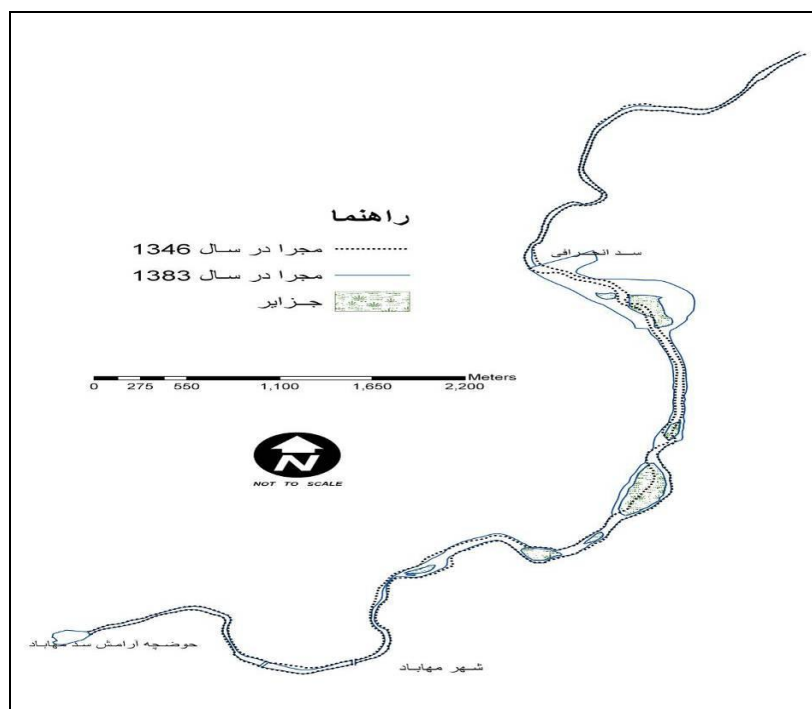 سد انحرافی
راهنما
مجرا در سال 1346
مجرا در سال 1383
جزایر
Meters
0 275 550 1,100 1,650 2,200
N
NOT TO SCALE
حوضچه آرامش سد مهاباد
شهر مهاباد